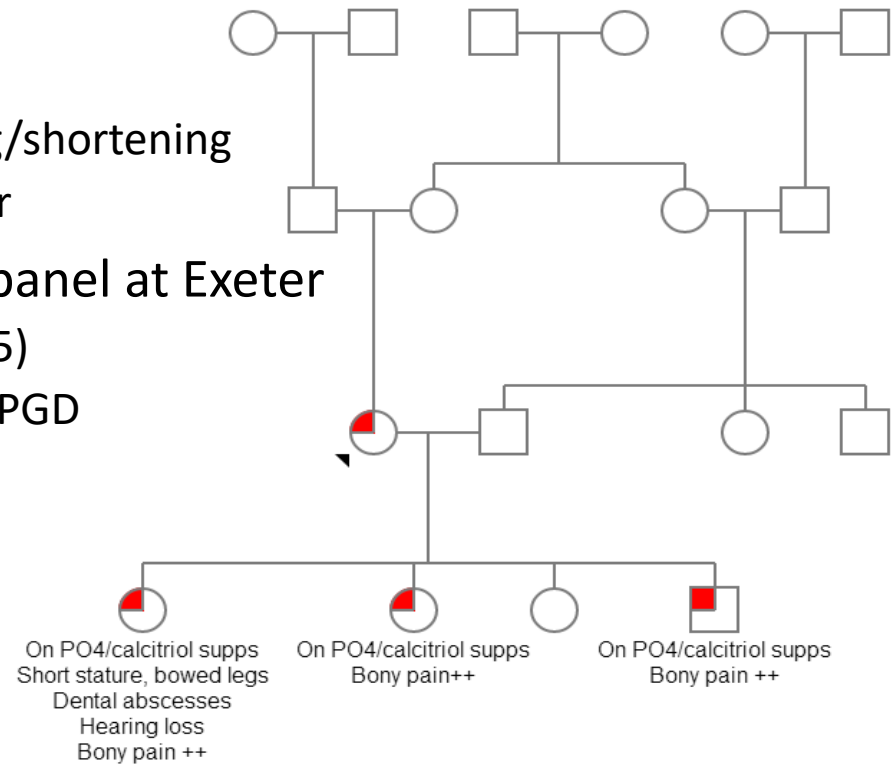 g/shortening
r
panel at Exeter
5)
PGD
On PO4/calcitriol supps
Short stature, bowed legs
Dental abscesses
Hearing loss
Bony pain ++
On PO4/calcitriol supps
Bony pain++
On PO4/calcitriol supps
Bony pain ++